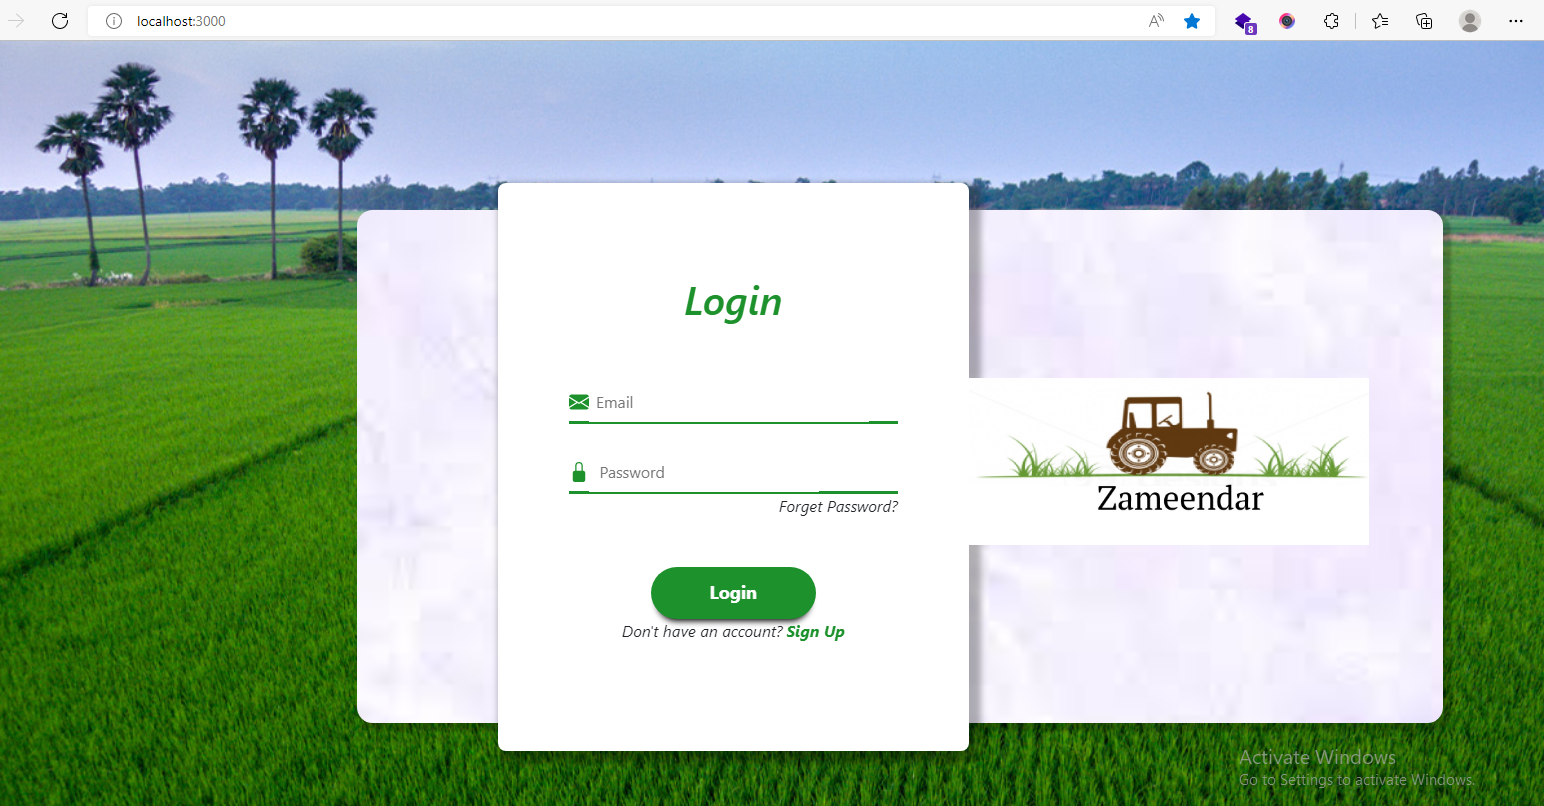 localhost:3000
8
Login
Email
Password
Forget Password?
Login
Don't have an account? Sign Up
Zameendar
Activate Windows
Go to Settings to activate Windows.